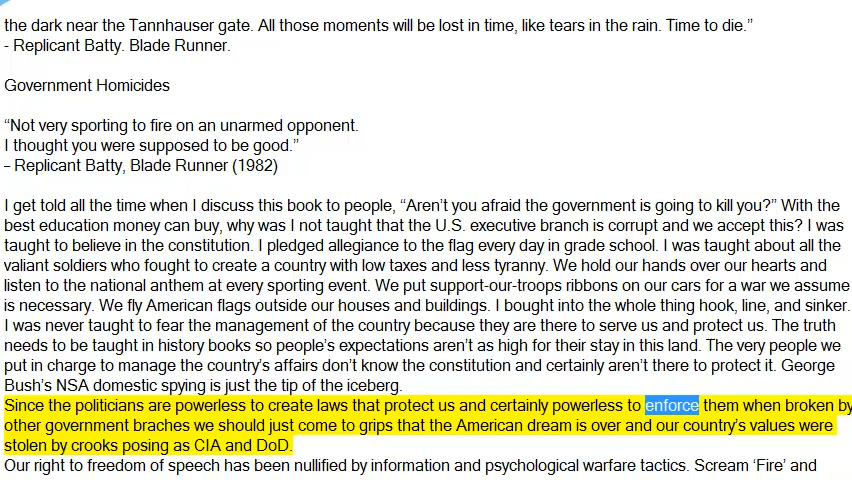 the dark near the Tannhauser gate. All those moments will be lost in time, like tears in the rain. Time to die.”
- Replicant Batty. Blade Runner.
Government Homicides
“Not very sporting to fire on an unarmed opponent.
I thought you were supposed to be good.”
– Replicant Batty, Blade Runner (1982)
I get told all the time when I discuss this book to people, “Aren’t you afraid the government is going to kill you?” With the
best education money can buy, why was I not taught that the U.S. executive branch is corrupt and we accept this? I was
taught to believe in the constitution. I pledged allegiance to the flag every day in grade school. I was taught about all the
valiant soldiers who fought to create a country with low taxes and less tyranny. We hold our hands over our hearts and
listen to the national anthem at every sporting event. We put support-our-troops ribbons on our cars for a war we assume
is necessary. We fly American flags outside our houses and buildings. I bought into the whole thing hook, line, and sinker.
I was never taught to fear the management of the country because they are there to serve us and protect us. The truth
needs to be taught in history books so people’s expectations aren’t as high for their stay in this land. The very people we
put in charge to manage the country’s affairs don’t know the constitution and certainly aren’t there to protect it. George
Bush’s NSA domestic spying is just the tip of the iceberg.
Since the politicians are powerless to create laws that protect us and certainly powerless to enforce them when broken by
other government braches we should just come to grips that the American dream is over and our country’s values were
stolen by crooks posing as CIA and DoD.
Our right to freedom of speech has been nullified by information and psychological warfare tactics. Scream ‘Fire’ and